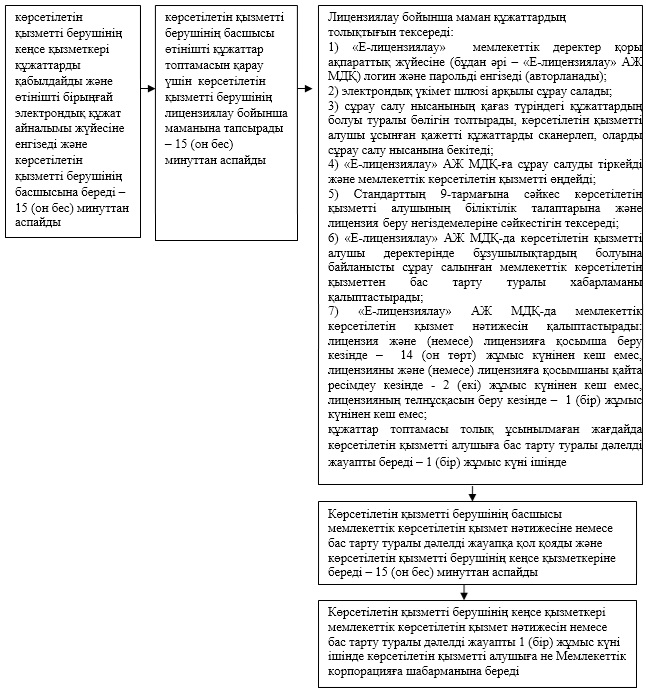 көрсетілетін
қызметті берушінің
кеңсе қызметкері
құжаттарды
қабылдайды және
өтінішті бірыңғай
электрондық құжат
айналымы жүйесіне
енгізеді және
көрсетілетін
қызметті берушінің
басшысына береді –
15 (он бес) минуттан
аспайды
көрсетілетін қызметті
берушінің басшысы
өтінішті құжаттар
топтамасын қарау
үшін көрсетілетін
қызметті берушінің
лицензиялау бойынша
маманына тапсырады
– 15 (он бес)
минуттан аспайды
Лицензиялау бойынша маман құжаттардың
толықтығын тексереді:
1) «Е-лицензиялау» мемлекеттік деректер қоры
ақпараттық жүйесіне (бұдан әрі – «Е-лицензиялау» АЖ
МДҚ) логин және парольді енгізеді (авторланады);
2) электрондық үкімет шлюзі арқылы сұрау салады;
3) сұрау салу нысанының қағаз түріндегі құжаттардың
болуы туралы бөлігін толтырады, көрсетілетін қызметті
алушы ұсынған қажетті құжаттарды сканерлеп, оларды
сұрау салу нысанына бекітеді;
4) «Е-лицензиялау» АЖ МДҚ-ға сұрау салуды тіркейді
және мемлекеттік көрсетілетін қызметті өңдейді;
5) Стандарттың 9-тармағына сәйкес көрсетілетін
қызметті алушының біліктілік талаптарына және
лицензия беру негіздемелеріне сәйкестігін тексереді;
6) «Е-лицензиялау» АЖ МДҚ-да көрсетілетін қызметті
алушы деректерінде бұзушылықтардың болуына
байланысты сұрау салынған мемлекеттік көрсетілетін
қызметтен бас тарту туралы хабарламаны
қалыптастырады;
7) «Е-лицензиялау» АЖ МДҚ-да мемлекеттік
көрсетілетін қызмет нәтижесін қалыптастырады:
лицензия және (немесе) лицензияға қосымша беру
кезінде – 14 (он төрт) жұмыс күнінен кеш емес,
лицензияны және (немесе) лицензияға қосымшаны қайта
ресімдеу кезінде - 2 (екі) жұмыс күнінен кеш емес,
лицензияның телнұсқасын беру кезінде – 1 (бір) жұмыс
күнінен кеш емес;
құжаттар топтамасы толық ұсынылмаған жағдайда
көрсетілетін қызметті алушыға бас тарту туралы дәлелді
жауапты береді – 1 (бір) жұмыс күні ішінде
Көрсетілетін қызметті берушінің басшысы
мемлекеттік көрсетілетін қызмет нәтижесіне немесе
бас тарту туралы дәлелді жауапқа қол қояды және
көрсетілетін қызметті берушінің кеңсе қызметкеріне
береді – 15 (он бес) минуттан аспайды
Көрсетілетін қызметті берушінің кеңсе қызметкері
мемлекеттік көрсетілетін қызмет нәтижесін немесе
бас тарту туралы дәлелді жауапты 1 (бір) жұмыс күні
ішінде көрсетілетін қызметті алушыға не Мемлекеттік
корпорацияға шабарманына береді